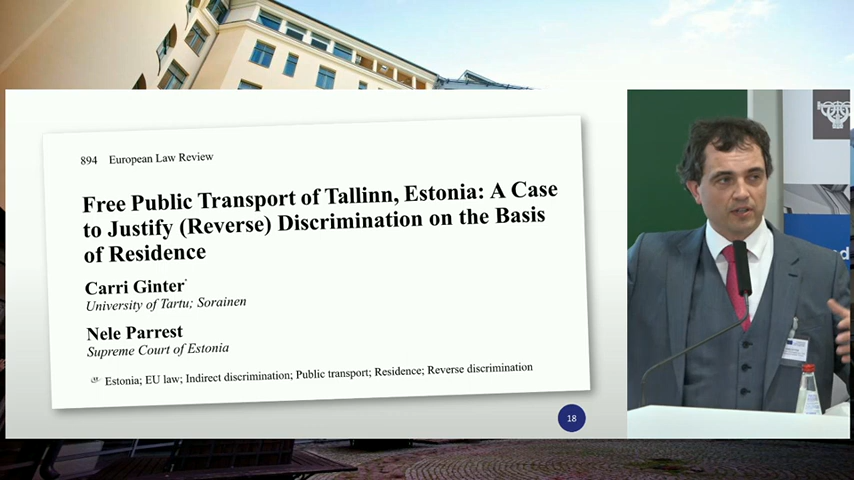 894 European Law Review
Free Public Transport of Tallinn, Estonia: A Case
to Justify (Reverse) Discrimination on the Basis
of Residence
Carri Ginter*
University of Tartu; Sorainen
Nele Parrest
Supreme Court of Estonia
Estonia; EU law; Indirect discrimination; Public transport; Residence; Reverse discrimination
18